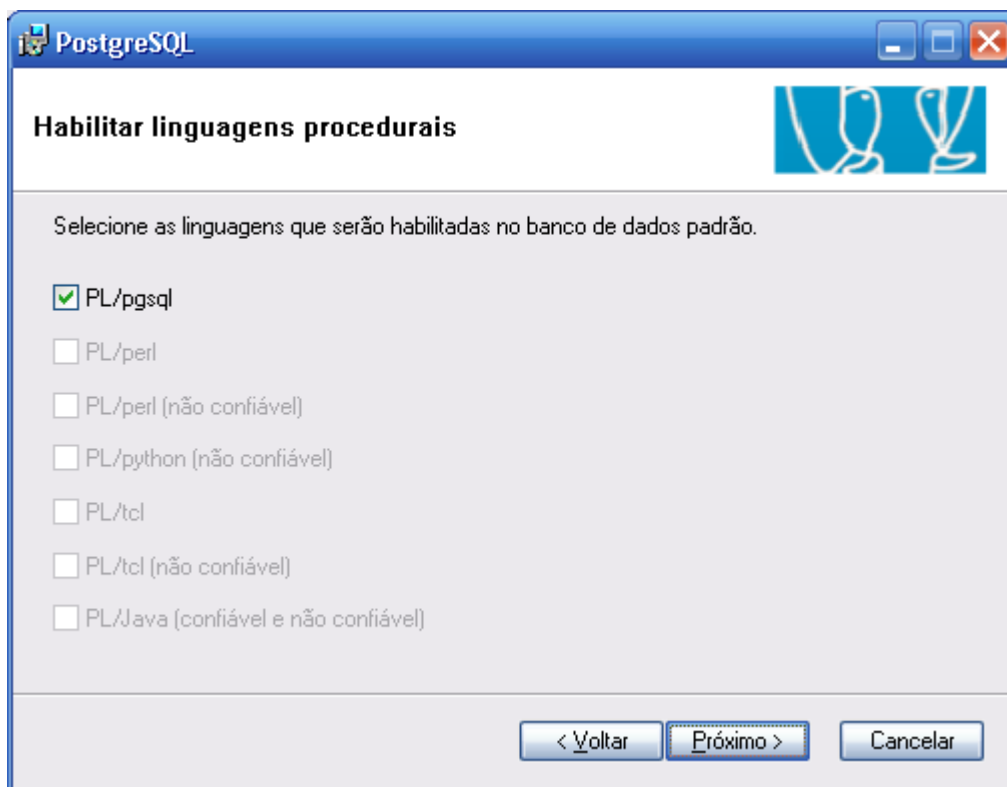 PostgreSQL
Habilitar linguagens procedurais
Selecione as linguagens que serão habilitadas no banco de dados padrão.
PL/pgsql
PL/perl
PL/perl (não confiável)
PL/python (não confiável)
PL/tcl
PL/tcl (não confiável)
PL/Java (confiável e não confiável)
< Voltar Próximo > Cancelar